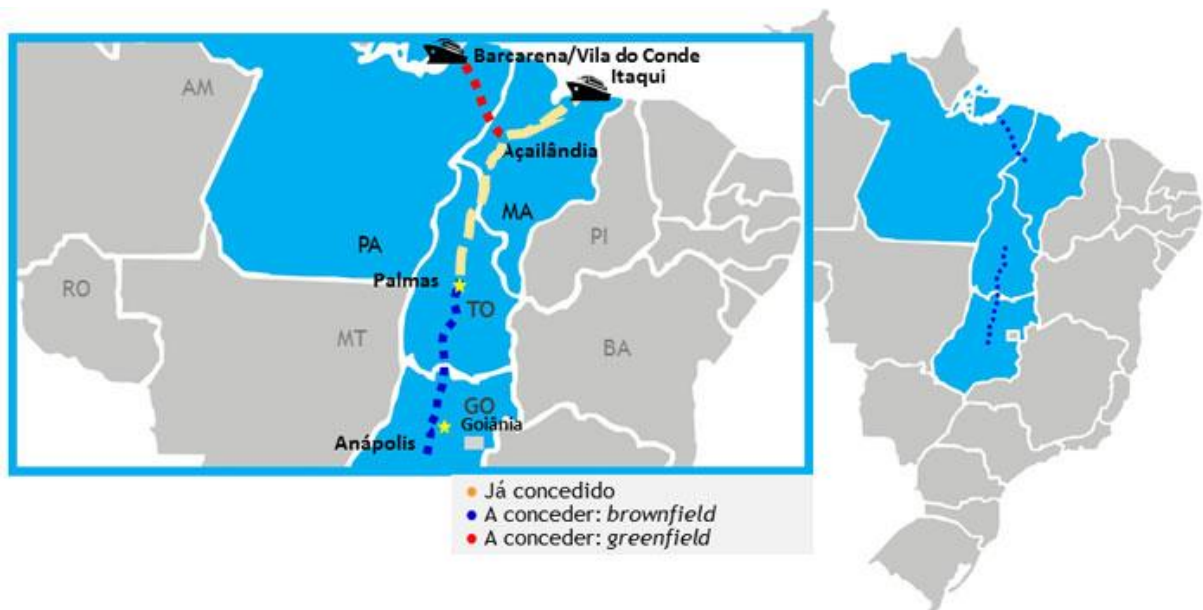 Barcarena/Vila do Conde
Itaqui
AM
Açailândia
MA
PA
PI
Palmas
RO
TO
MT
BA
GO
Goiânia
Anápolis
Já concedido
A conceder: brownfield
A conceder: greenfield